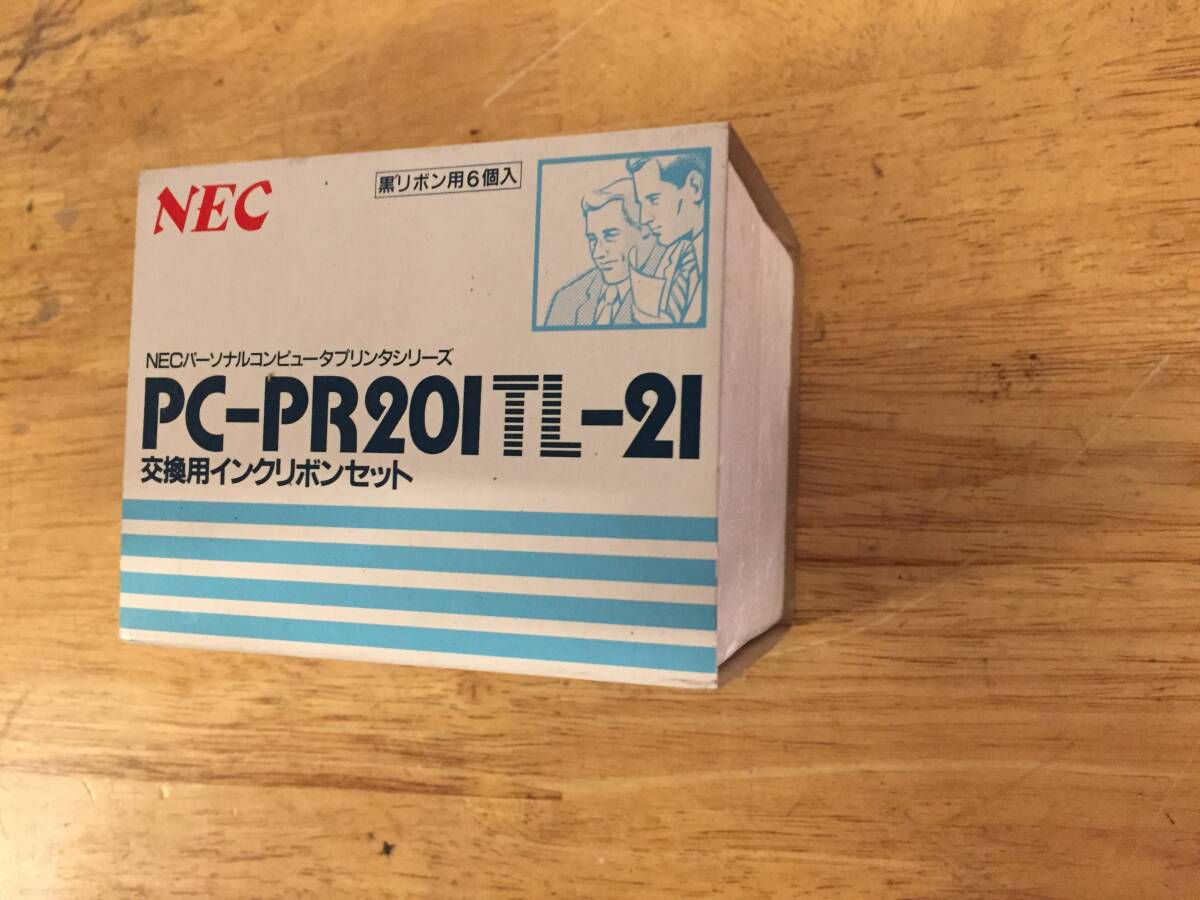 NEC
黒リボン用6個入
NECパーソナルコンピュータプリンタシリーズ
PC-PR201TL-21
交換用インクリボンセット